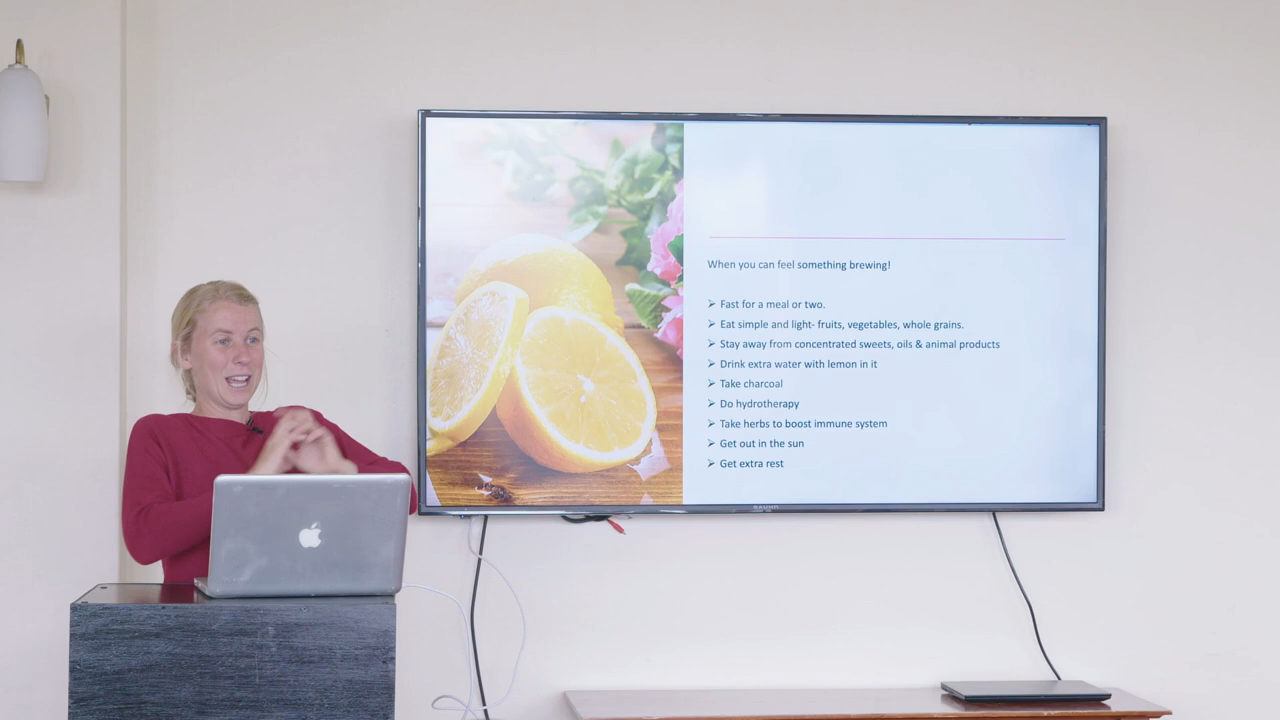 When you can feel something brewing!
➢ Fast for a meal or two.
➢ Eat simple and light- fruits, vegetables, whole grains.
➢ Stay away from concentrated sweets, oils & animal products
➢ Drink extra water with lemon in it
➢ Take charcoal
➢ Do hydrotherapy
➢ Take herbs to boost immune system
➢ Get out in the sun
➢ Get extra rest